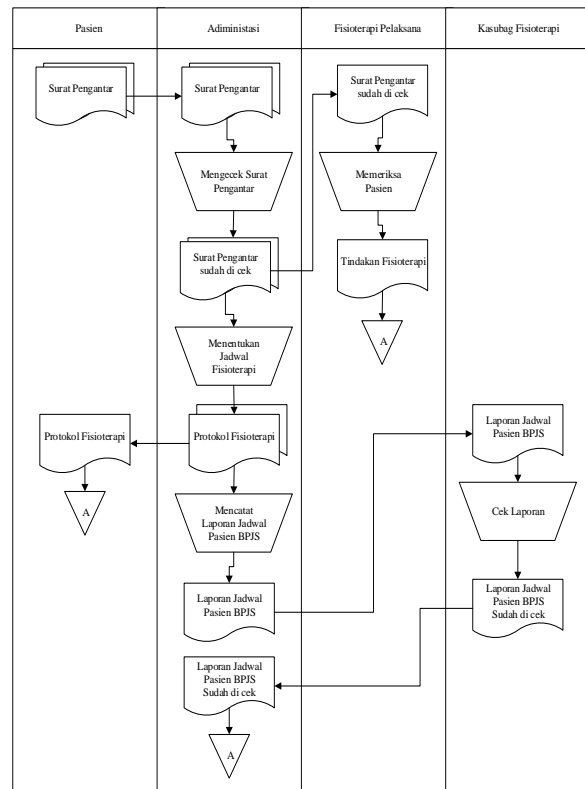 Pasien
Adiministasi
Fisioterapi Pelaksana
Kasubag Fisioterapi
Surat Pengantar
Surat Pengantar
Surat Pengantar
sudah di cek
Mengecek Surat
Pengantar
Memeriksa
Pasien
Surat Pengantar
sudah di cek
Tindakan Fisioterapi
Menentukan
Jadwal
Fisioterapi
A
Protokol Fisioterapi
Protokol Fisioterapi
Laporan Jadwal
Pasien BPJS
A
Mencatat
Laporan Jadwal
Pasien BPJS
Cek Laporan
Laporan Jadwal
Pasien BPJS
Laporan Jadwal
Pasien BPJS
Sudah di cek
Laporan Jadwal
Pasien BPJS
Sudah di cek
A